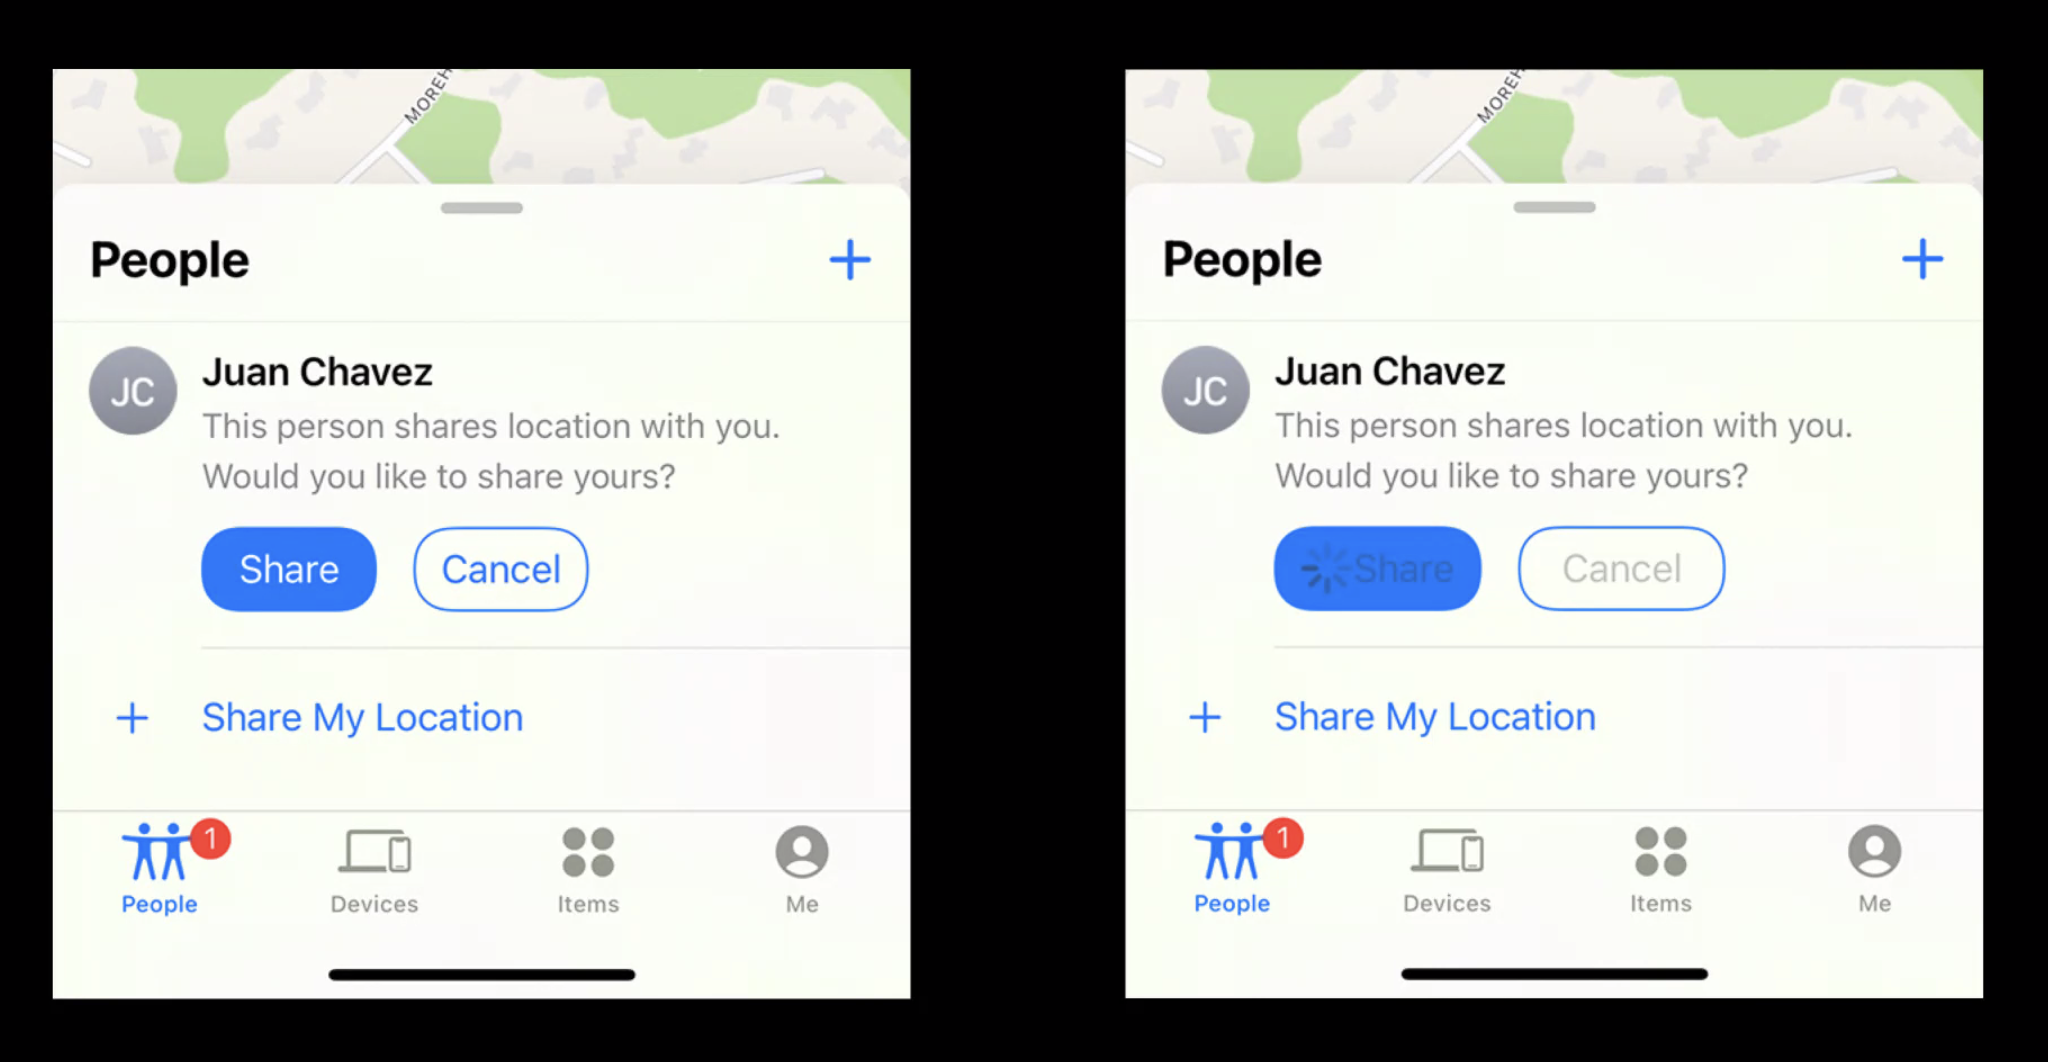 MOREH
People
JC
Juan Chavez
This person shares location with you.
Would you like to share yours?
Share
Cancel
Share My Location
1
People
Devices
Items
Me
MOREH
People
JC
Juan Chavez
This person shares location with you.
Would you like to share yours?
Share
Cancel
Share My Location
1
People
Devices
Items
Me